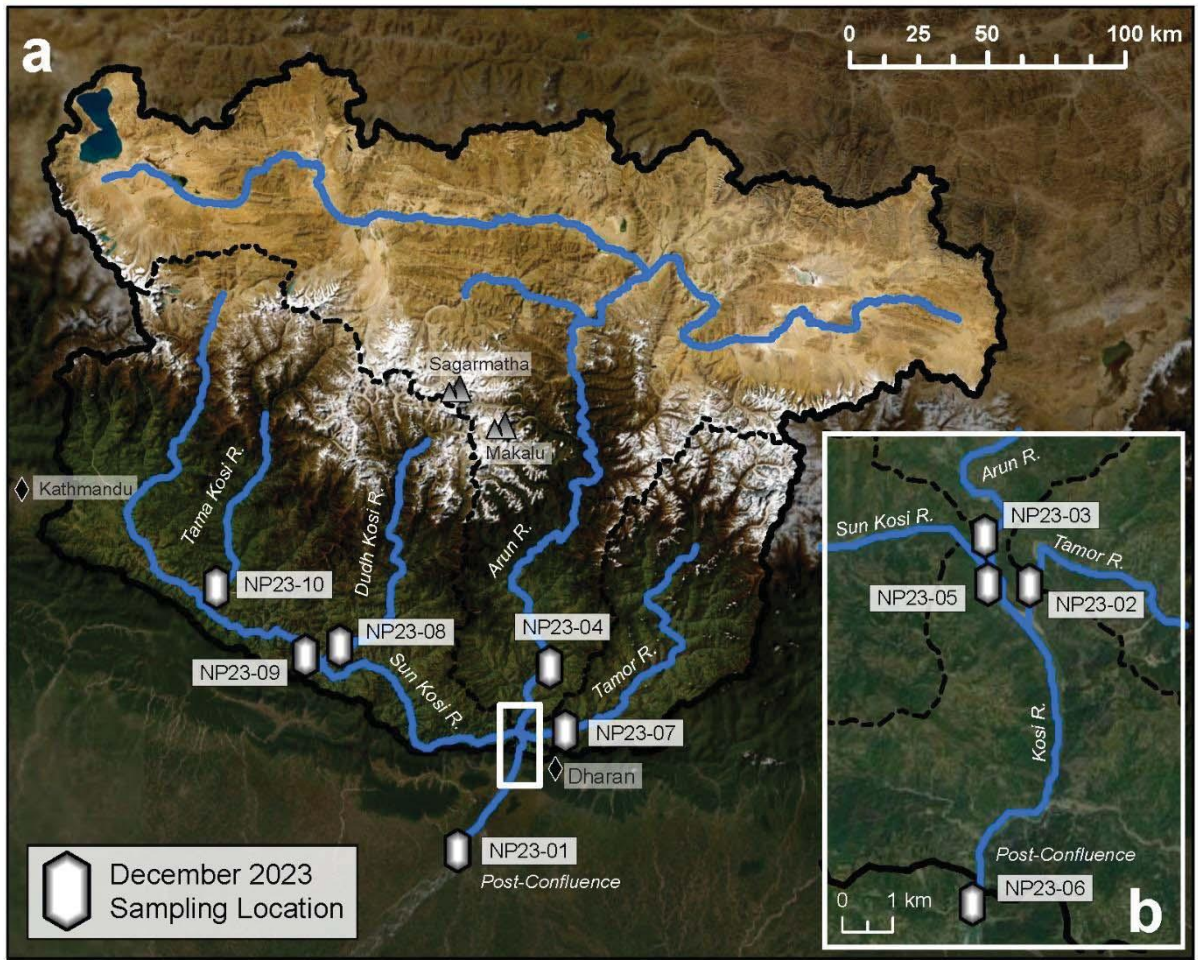 a
0 25 50 100 km
Sagarmatha
Makalu
Kathmandu
Tama Kosi R.
Dudh Kosi R.
Arun R.
NP23-10
NP23-08
NP23-04
NP23-09
Sun Kosi R.
Tamor R.
NP23-07
Dharan
NP23-01
Post-Confluence
December 2023
Sampling Location
Arun R.
Sun Kosi R.
NP23-03
Tamor R.
NP23-05
NP23-02
Kosi R.
Post-Confluence
NP23-06
0 1 km
b